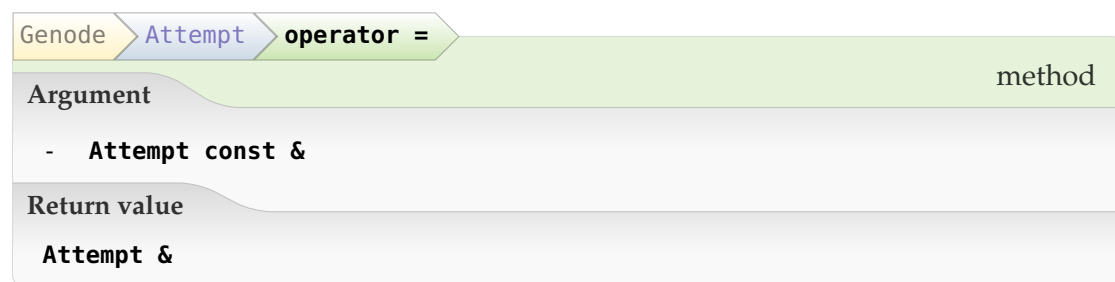 Genode Attempt operator =
method
Argument
- Attempt const &
Return value
Attempt &